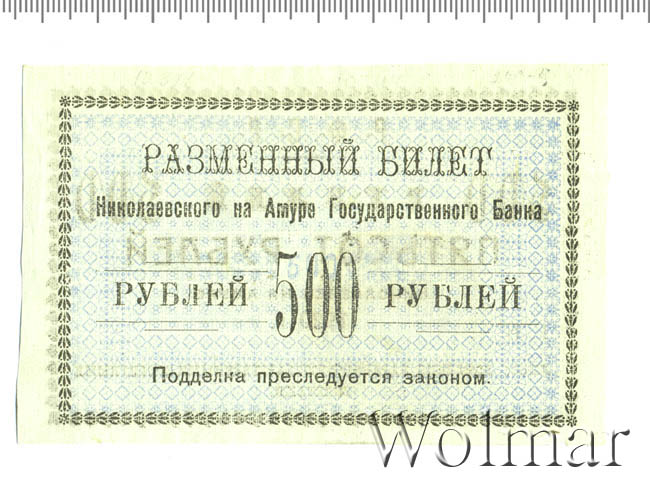 РАЗМЕННЫЙ БИЛЕТ
Николаевского на Амуре Государственного Банка
РУБЛЕЙ 500 РУБЛЕЙ
Подделка преследуется законом.
Wolmar